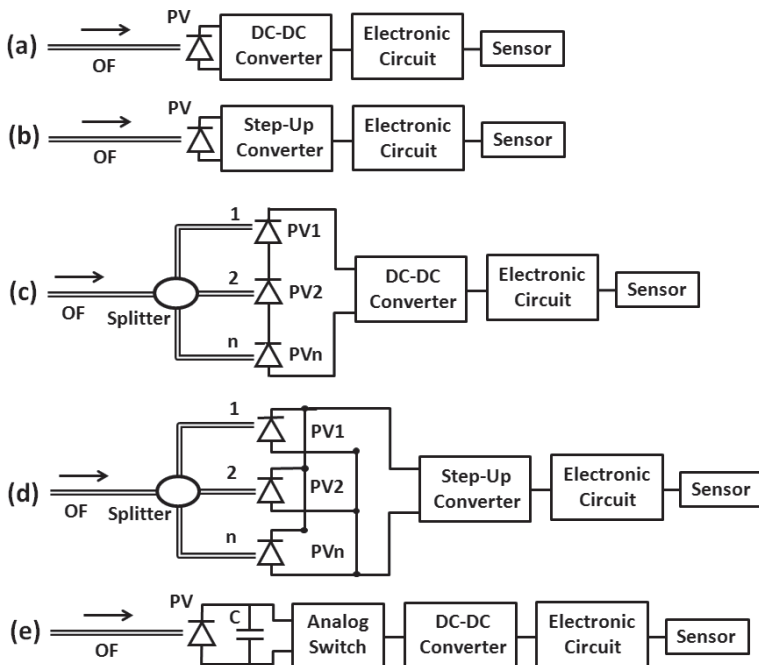 (a)
OF
PV
DC-DC
Converter
Electronic
Circuit
Sensor
(b)
OF
PV
Step-Up
Converter
Electronic
Circuit
Sensor
(c)
OF
Splitter
1
2
n
PV1
PV2
PVn
DC-DC
Converter
Electronic
Circuit
Sensor
(d)
OF
Splitter
1
2
n
PV1
PV2
PVn
Step-Up
Converter
Electronic
Circuit
Sensor
(e)
OF
PV
C
Analog
Switch
DC-DC
Converter
Electronic
Circuit
Sensor